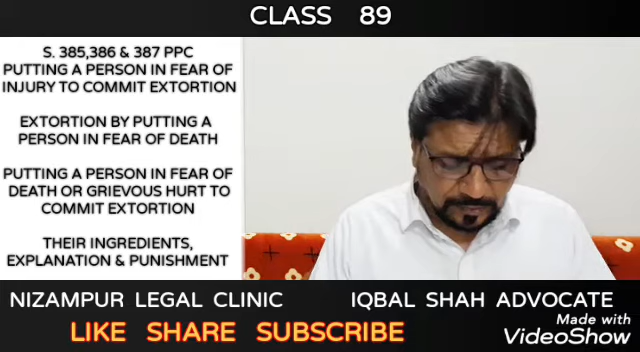 CLASS 89
S. 385,386 & 387 PPC
PUTTING A PERSON IN FEAR OF
INJURY TO COMMIT EXTORTION
EXTORTION BY PUTTING A
PERSON IN FEAR OF DEATH
PUTTING A PERSON IN FEAR OF
DEATH OR GRIEVOUS HURT TO
COMMIT EXTORTION
THEIR INGREDIENTS,
EXPLANATION & PUNISHMENT
NIZAMPUR LEGAL CLINIC IQBAL SHAH ADVOCATE
LIKE SHARE SUBSCRIBE
Made with
VideoShow